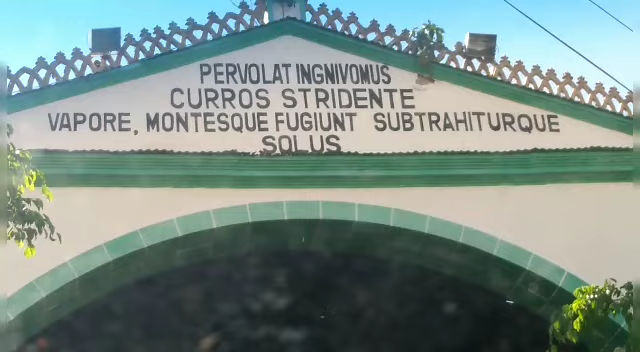 PERVOLAT INGNIVOMUS
CURROS STRIDENTE
VAPORE, MONTESQUE FUGIUNT SUBTRAHITURQUE
SOLUS